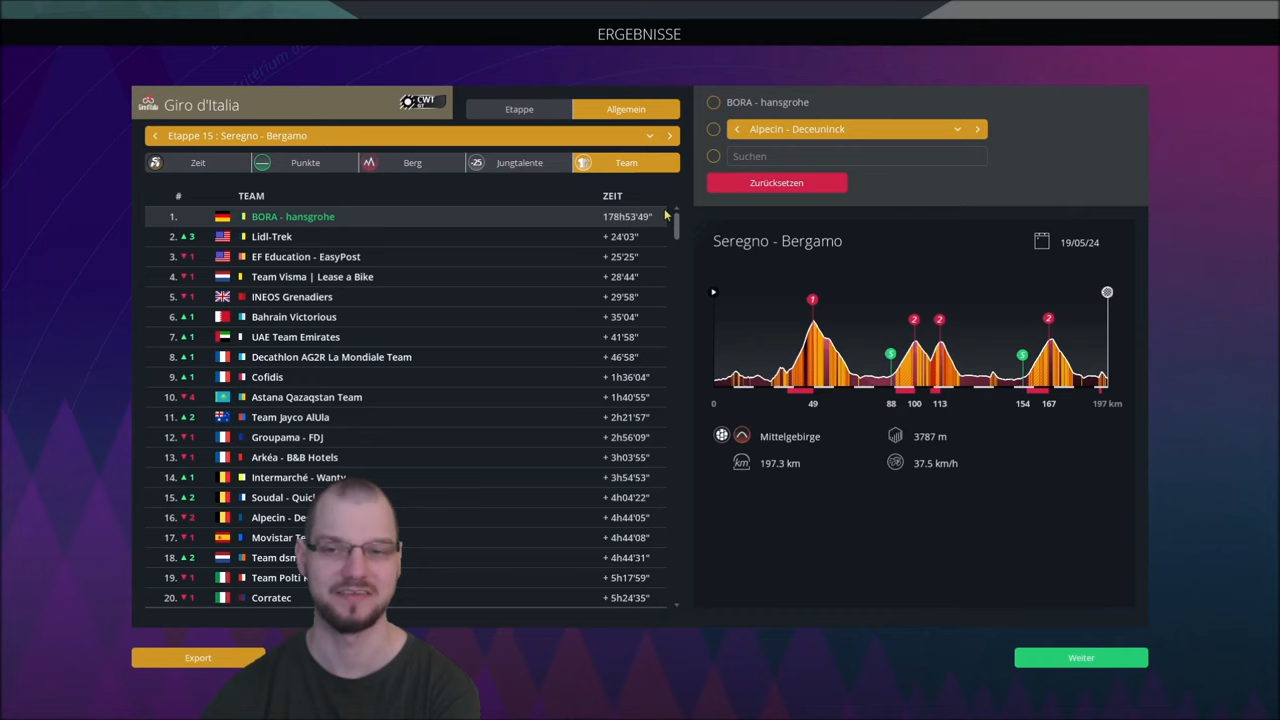 ERGEBNISSE
Giro d'Italia
CWT
Etappe Allgemein
Etappe 15 : Seregno - Bergamo
Zeit Punkte Berg -25 Jungtalente Team
# TEAM ZEIT
1. BORA - hansgrohe 178h53'49"
2. 3 Lidl-Trek + 24'03"
3. 1 EF Education - EasyPost + 25'25"
4. 1 Team Visma | Lease a Bike + 28'44"
5. 1 INEOS Grenadiers + 29'58"
6. 1 Bahrain Victorious + 35'04"
7. 1 UAE Team Emirates + 41'58"
8. 1 Decathlon AG2R La Mondiale Team + 46'58"
9. 1 Cofidis + 1h36'04"
10. 4 Astana Qazaqstan Team + 1h40'55"
11. 2 Team Jayco AlUla + 2h21'57"
12. 1 Groupama - FDJ + 2h56'09"
13. 1 Arkéa - B&B Hotels + 3h03'55"
14. 1 Intermarché - Wanty + 3h54'53"
15. 2 Soudal - Quic + 4h04'22"
16. 2 Alpecin - De + 4h44'05"
17. 1 Movistar Te + 4h44'08"
18. 2 Team dsm + 4h44'31"
19. 1 Team Polti + 5h17'59"
20. 1 Corratec + 5h24'35"
Export
BORA - hansgrohe
Alpecin - Deceuninck
Suchen
Zurücksetzen
Seregno - Bergamo 19/05/24
1 2 2 2
S S
0 49 88 100 113 154 167 197 km
Mittelgebirge 3787 m
km 197.3 km 37.5 km/h
Weiter